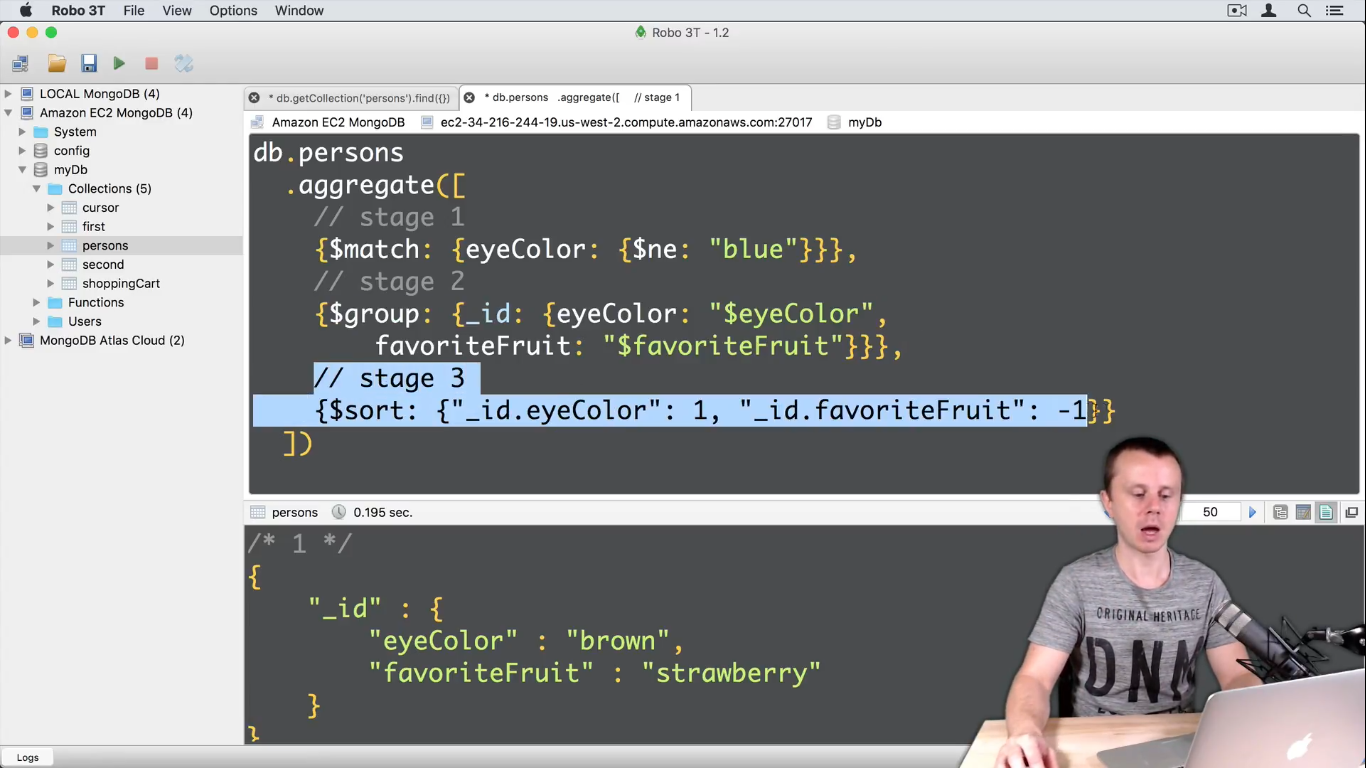 Robo 3T File View Options Window
Robo 3T - 1.2
LOCAL MongoDB (4)
Amazon EC2 MongoDB (4)
System
config
myDb
Collections (5)
cursor
first
persons
second
shoppingCart
Functions
Users
MongoDB Atlas Cloud (2)
* db.getCollection('persons').find({})
* db.persons .aggregate([ // stage 1
Amazon EC2 MongoDB ec2-34-216-244-19.us-west-2.compute.amazonaws.com:27017 myDb
db.persons
.aggregate([
// stage 1
{$match: {eyeColor: {$ne: "blue"}}},
// stage 2
{$group: {_id: {eyeColor: "$eyeColor",
favoriteFruit: "$favoriteFruit"}}},
// stage 3
{$sort: {"_id.eyeColor": 1, "_id.favoriteFruit": -1}}
])
persons 0.195 sec. 50
/* 1 */
{
"_id" : {
"eyeColor" : "brown",
"favoriteFruit" : "strawberry"
}
}
ORIGINAL HERITAGE
DNM
Logs